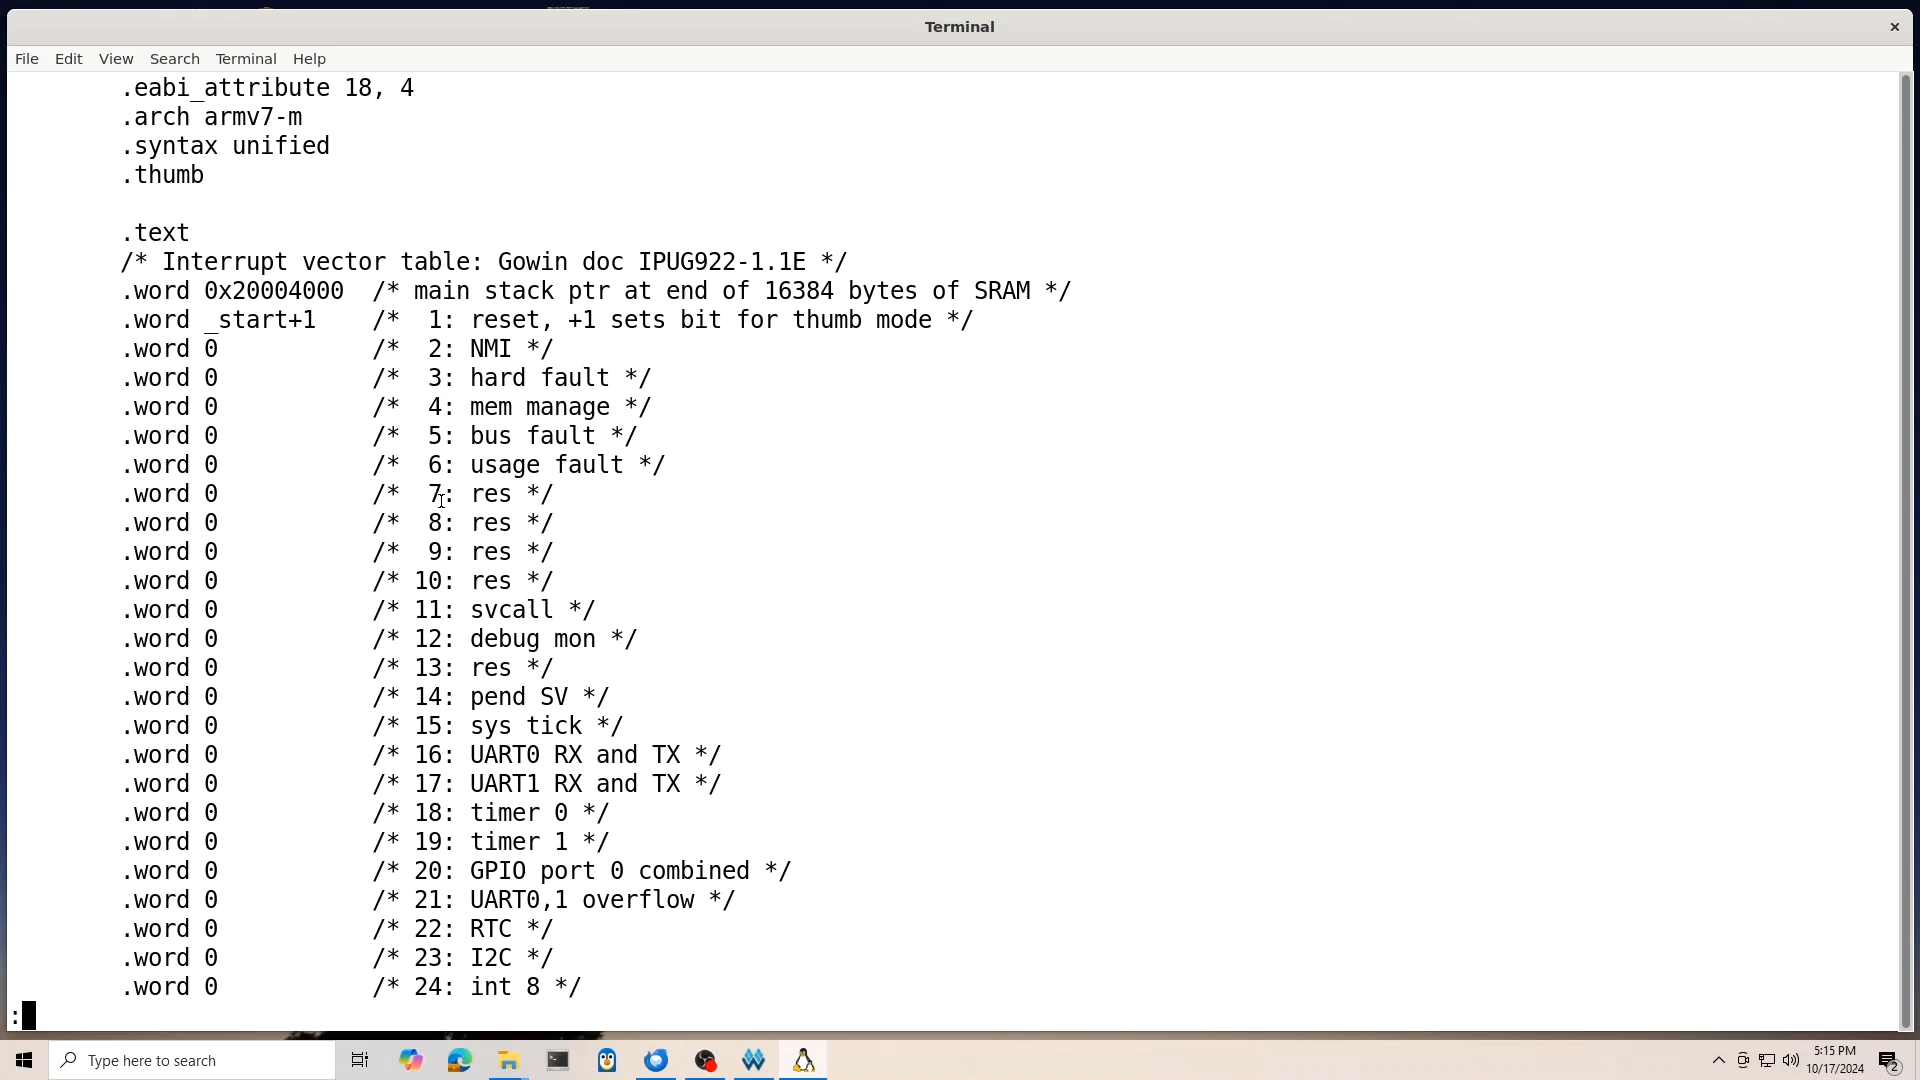 Terminal
×
File Edit View Search Terminal Help
.eabi_attribute 18, 4
.arch armv7-m
.syntax unified
.thumb
.text
/* Interrupt vector table: Gowin doc IPUG922-1.1E */
.word 0x20004000 /* main stack ptr at end of 16384 bytes of SRAM */
.word _start+1 /* 1: reset, +1 sets bit for thumb mode */
.word 0 /* 2: NMI */
.word 0 /* 3: hard fault */
.word 0 /* 4: mem manage */
.word 0 /* 5: bus fault */
.word 0 /* 6: usage fault */
.word 0 /* 7: res */
.word 0 /* 8: res */
.word 0 /* 9: res */
.word 0 /* 10: res */
.word 0 /* 11: svcall */
.word 0 /* 12: debug mon */
.word 0 /* 13: res */
.word 0 /* 14: pend SV */
.word 0 /* 15: sys tick */
.word 0 /* 16: UART0 RX and TX */
.word 0 /* 17: UART1 RX and TX */
.word 0 /* 18: timer 0 */
.word 0 /* 19: timer 1 */
.word 0 /* 20: GPIO port 0 combined */
.word 0 /* 21: UART0,1 overflow */
.word 0 /* 22: RTC */
.word 0 /* 23: I2C */
.word 0 /* 24: int 8 */
:
Type here to search
5:15 PM
10/17/2024
2